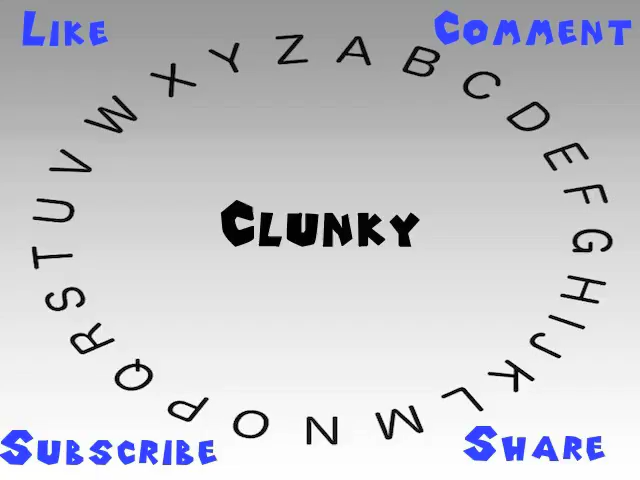 Like
Comment
A B C D E F G H I J K L M N O P Q R S T U V W X Y Z
Clunky
Subscribe
Share